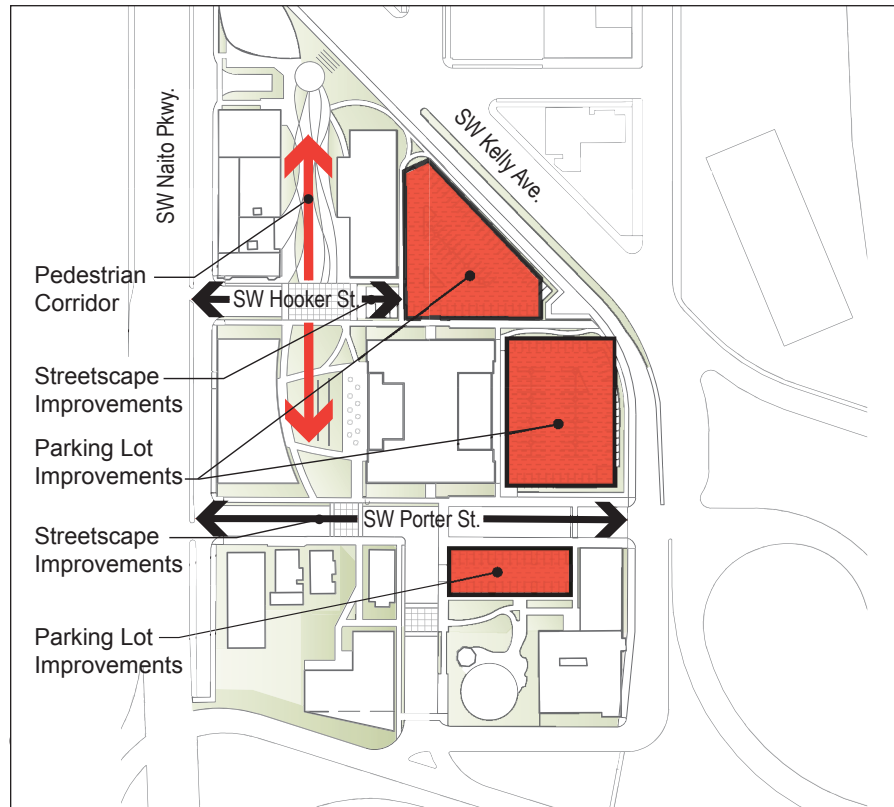 SW Naito Pkwy.
SW Kelly Ave.
Pedestrian
Corridor
SW Hooker St.
Streetscape
Improvements
Parking Lot
Improvements
SW Porter St.
Streetscape
Improvements
Parking Lot
Improvements